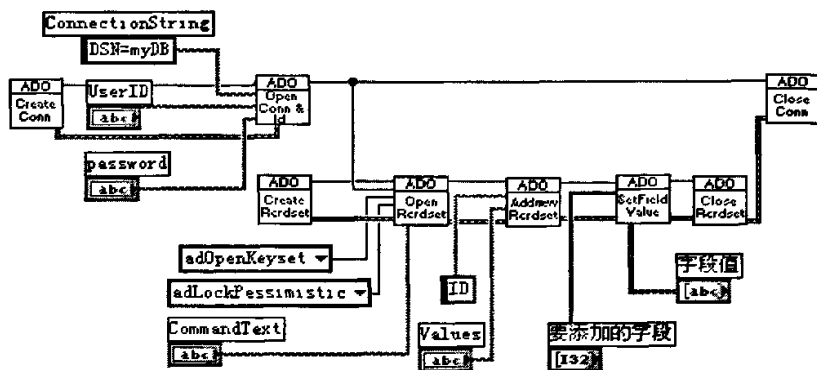 ConnectionString
DSN=myDB
ADO
Create
Conn
UserID
abc
ADO
Open
Conn &
Id
ADO
Close
Conn
password
abc
ADO
Create
Rcrdset
ADO
Open
Rcrdset
ADO
Addnew
Rcrdset
ADO
SetField
Value
ADO
Close
Rcrdset
adOpenKeyset
adLockPessimistic
ID
字段值
[abc]
CommandText
abc
Values
abc
要添加的字段
[I32]